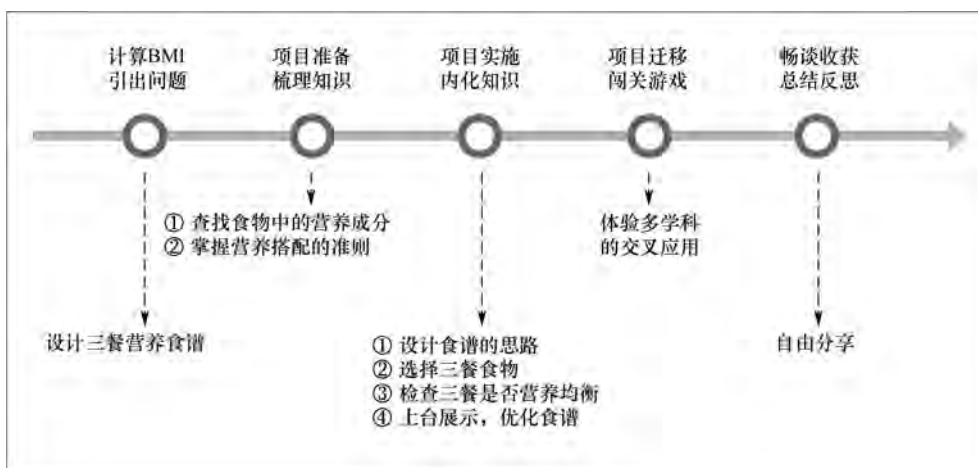 计算BMI
引出问题
项目准备
梳理知识
项目实施
内化知识
项目迁移
闯关游戏
畅谈收获
总结反思
① 查找食物中的营养成分
② 掌握营养搭配的准则
体验多学科
的交叉应用
设计三餐营养食谱
① 设计食谱的思路
② 选择三餐食物
③ 检查三餐是否营养均衡
④ 上台展示，优化食谱
自由分享